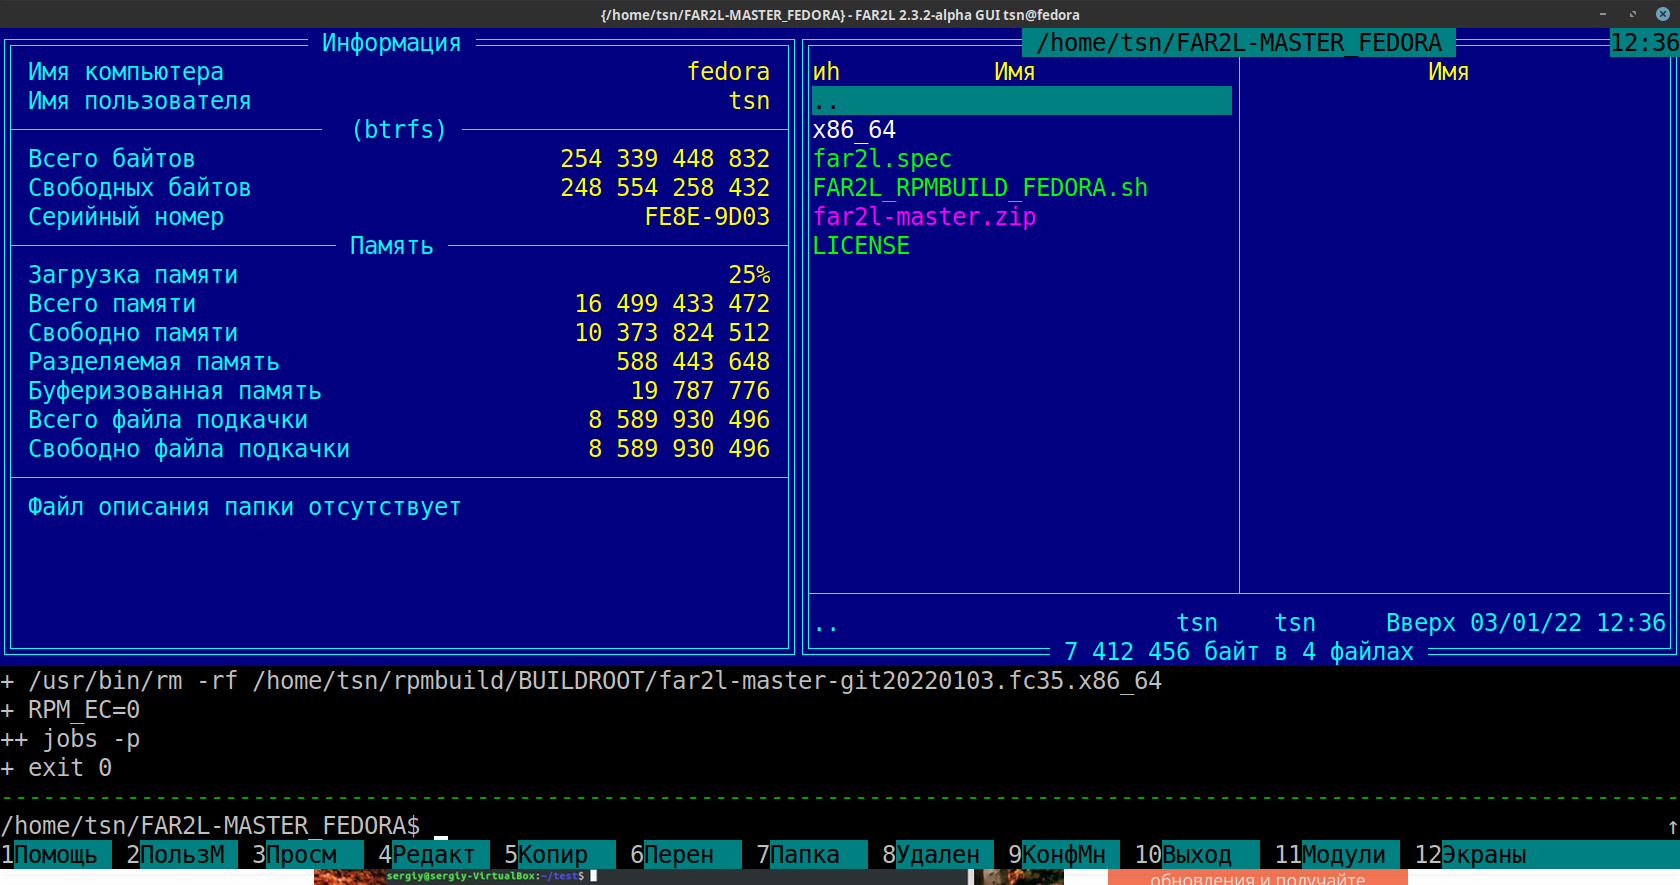 {/home/tsn/FAR2L-MASTER_FEDORA} - FAR2L 2.3.2-alpha GUI tsn@fedora
Информация
Имя компьютера fedora
Имя пользователя tsn
(btrfs)
Всего байтов 254 339 448 832
Свободных байтов 248 554 258 432
Серийный номер FE8E-9D03
Память
Загрузка памяти 25%
Всего памяти 16 499 433 472
Свободно памяти 10 373 824 512
Разделяемая память 588 443 648
Буферизованная память 19 787 776
Всего файла подкачки 8 589 930 496
Свободно файла подкачки 8 589 930 496
Файл описания папки отсутствует
/home/tsn/FAR2L-MASTER_FEDORA 12:36
иh Имя Имя
..
x86_64
far2l.spec
FAR2L_RPMBUILD_FEDORA.sh
far2l-master.zip
LICENSE
.. tsn tsn Вверх 03/01/22 12:36
7 412 456 байт в 4 файлах
+ /usr/bin/rm -rf /home/tsn/rpmbuild/BUILDROOT/far2l-master-git20220103.fc35.x86_64
+ RPM_EC=0
++ jobs -p
+ exit 0
/home/tsn/FAR2L-MASTER_FEDORA$ ↑
1Помощь 2ПользМ 3Просм 4Редакт 5Копир 6Перен 7Папка 8Удален 9КонфМн 10Выход 11Модули 12Экраны
sergiy@sergiy-VirtualBox:~/test$
обновления и получайте